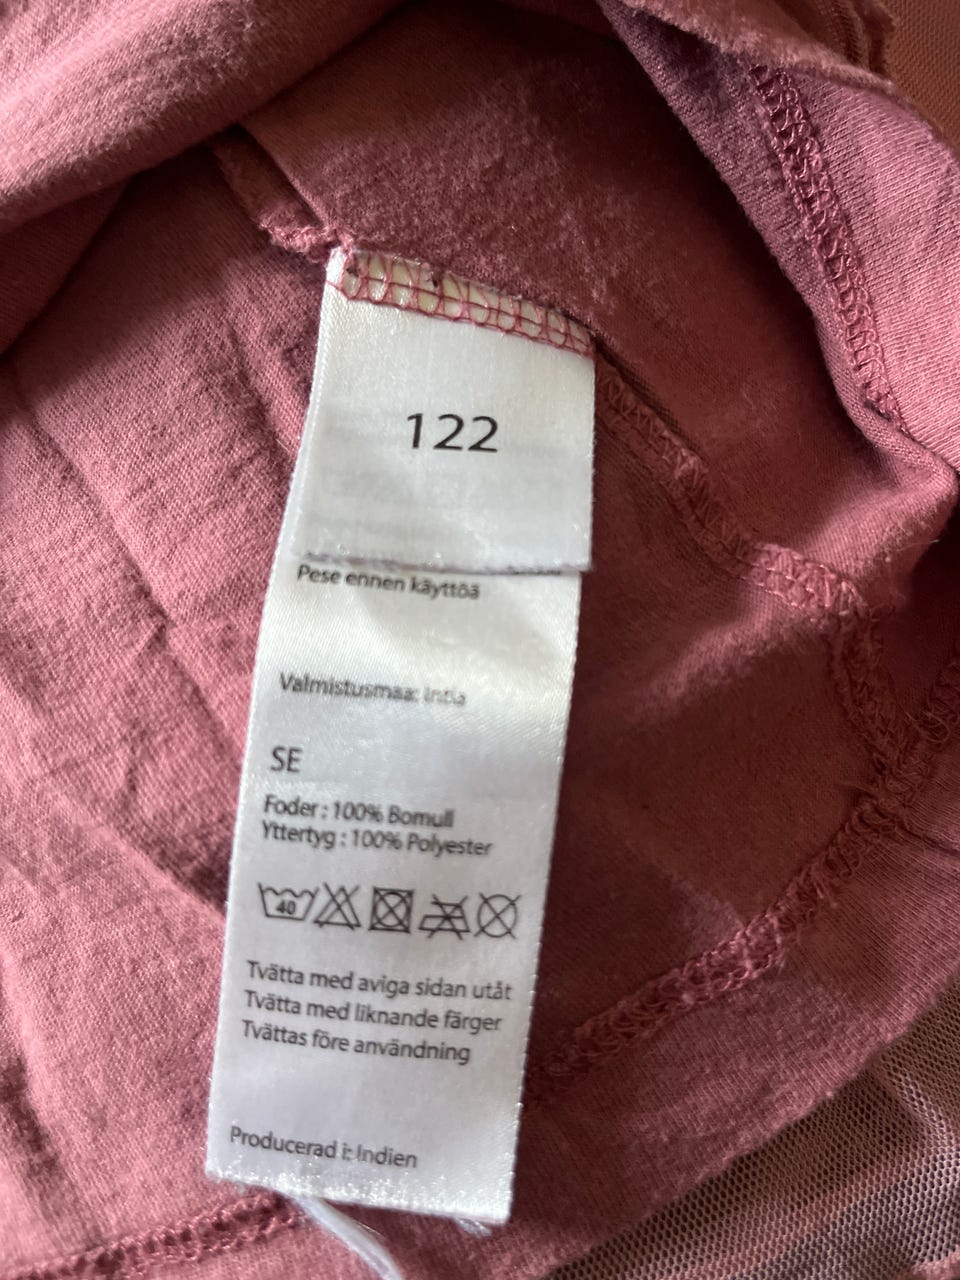 122
Pese ennen käyttöä
Valmistusmaa: Intia
SE
Foder : 100% Bomull
Yttertyg : 100% Polyester
40
Tvätta med aviga sidan utåt
Tvätta med liknande färger
Tvättas före användning
Producerad i: Indien